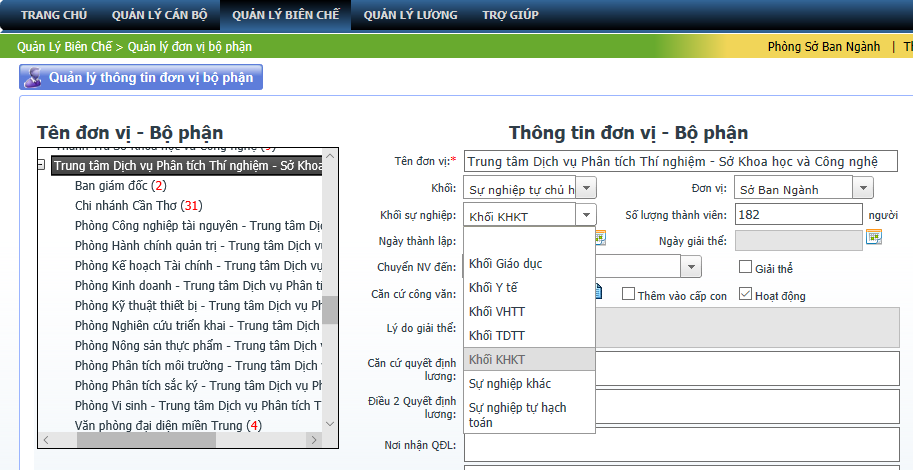 TRANG CHỦ QUẢN LÝ CÁN BỘ QUẢN LÝ BIÊN CHẾ QUẢN LÝ LƯƠNG TRỢ GIÚP
Quản Lý Biên Chế > Quản lý đơn vị bộ phận Phòng Sở Ban Ngành |
Quản lý thông tin đơn vị bộ phận
Tên đơn vị - Bộ phận
Trung tâm Dịch vụ Phân tích Thí nghiệm - Sở Khoa
Ban giám đốc (2)
Chi nhánh Cần Thơ (31)
Phòng Công nghiệp tài nguyên - Trung tâm D
Phòng Hành chính quản trị - Trung tâm Dịch vụ
Phòng Kế hoạch Tài chính - Trung tâm Dịch v
Phòng Kinh doanh - Trung tâm Dịch vụ Phân tí
Phòng Kỹ thuật thiết bị - Trung tâm Dịch vụ Ph
Phòng Nghiên cứu triển khai - Trung tâm Dịch
Phòng Nông sản thực phẩm - Trung tâm Dịch
Phòng Phân tích môi trường - Trung tâm Dịch
Phòng Phân tích sắc ký - Trung tâm Dịch vụ Ph
Phòng Vi sinh - Trung tâm Dịch vụ Phân tích T
Văn phòng đại diện miền Trung (4)
Thông tin đơn vị - Bộ phận
Tên đơn vị:* Trung tâm Dịch vụ Phân tích Thí nghiệm - Sở Khoa học và Công nghệ
Khối: Sự nghiệp tự chủ h Đơn vị: Sở Ban Ngành
Khối sự nghiệp: Khối KHKT Số lượng thành viên: 182 người
Ngày thành lập: Ngày giải thể:
Chuyển NV đến: Giải thể
Căn cứ công văn: Thêm vào cấp con Hoạt động
Lý do giải thể:
Căn cứ quyết định
lương:
Điều 2 Quyết định
lương:
Nơi nhận QĐL:
Khối Giáo dục
Khối Y tế
Khối VHTT
Khối TDTT
Khối KHKT
Sự nghiệp khác
Sự nghiệp tự hạch
toán